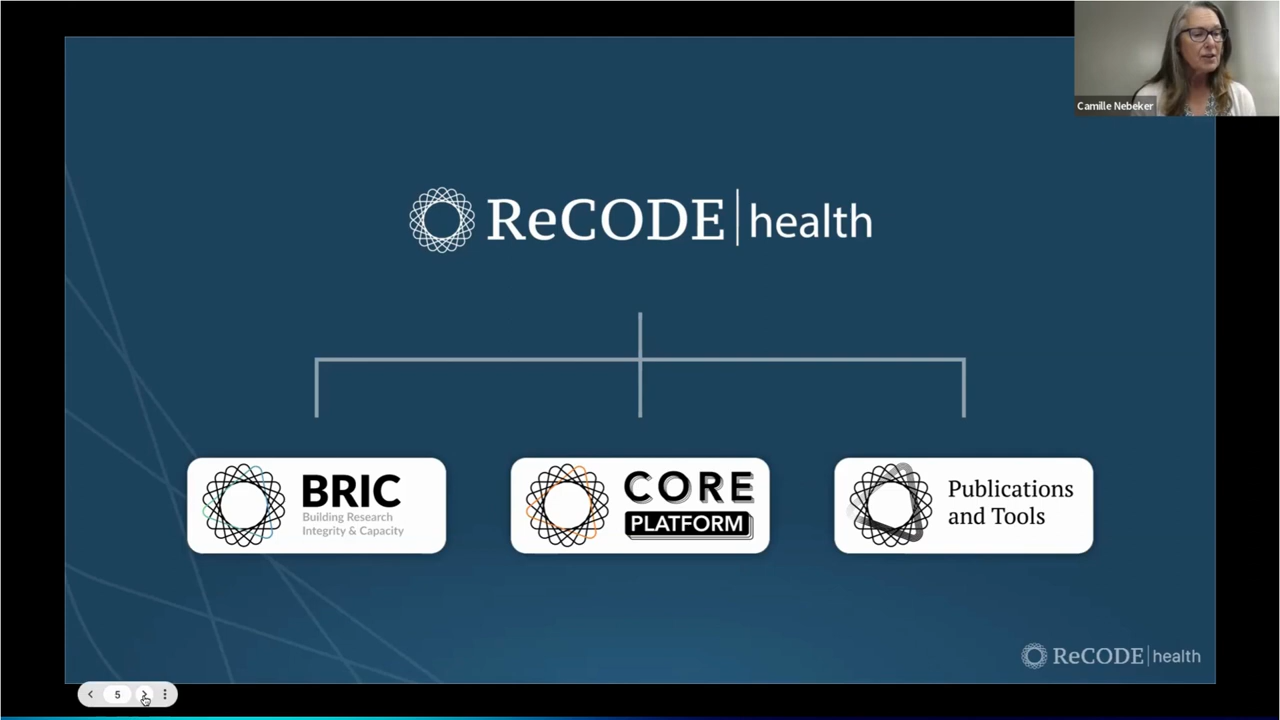 Camille Nebeker
ReCODE | health
BRIC
Building Research
Integrity & Capacity
CORE
PLATFORM
Publications
and Tools
ReCODE | health
5